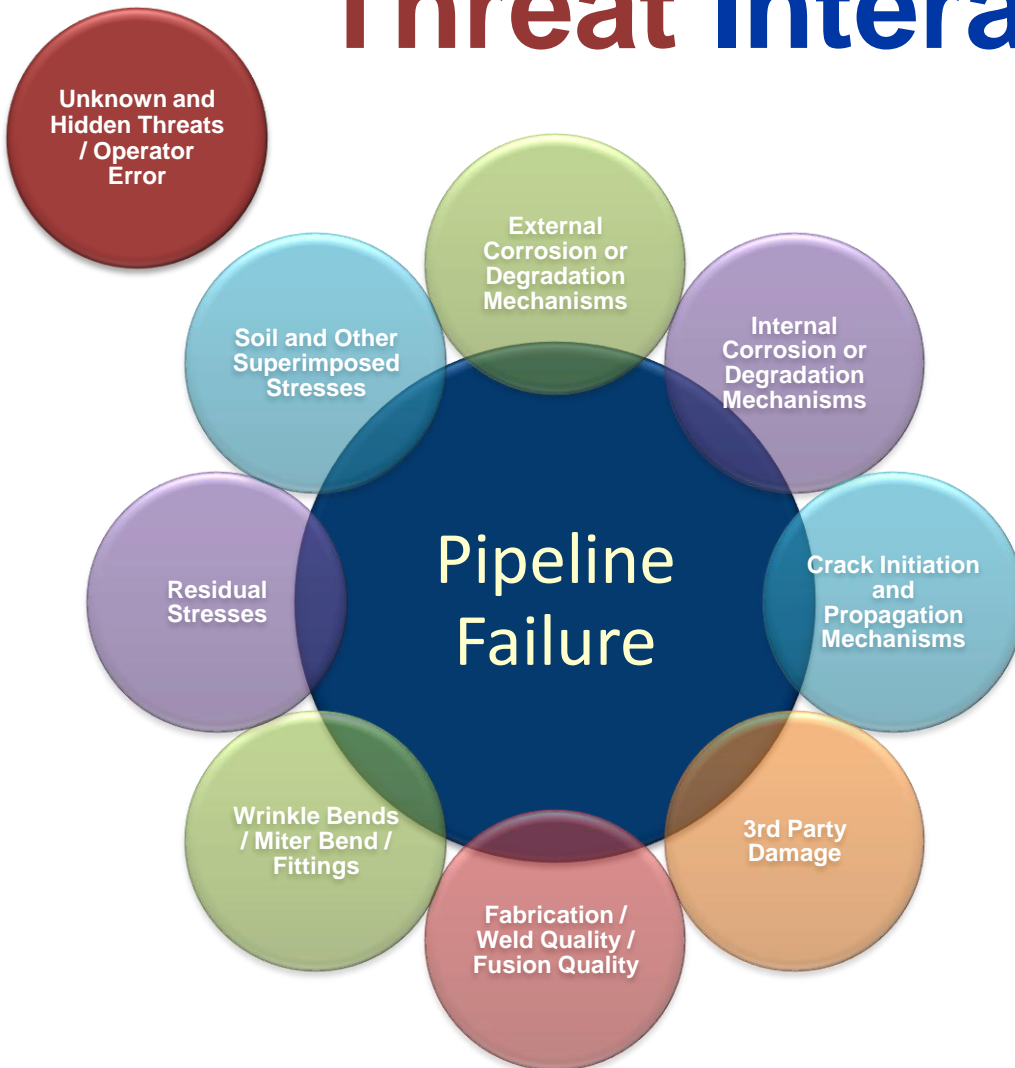 Threat Intera
Unknown and
Hidden Threats
/ Operator
Error
External
Corrosion or
Degradation
Mechanisms
Internal
Corrosion or
Degradation
Mechanisms
Soil and Other
Superimposed
Stresses
Pipeline
Failure
Crack Initiation
and
Propagation
Mechanisms
Residual
Stresses
Wrinkle Bends
/ Miter Bend /
Fittings
3rd Party
Damage
Fabrication /
Weld Quality /
Fusion Quality